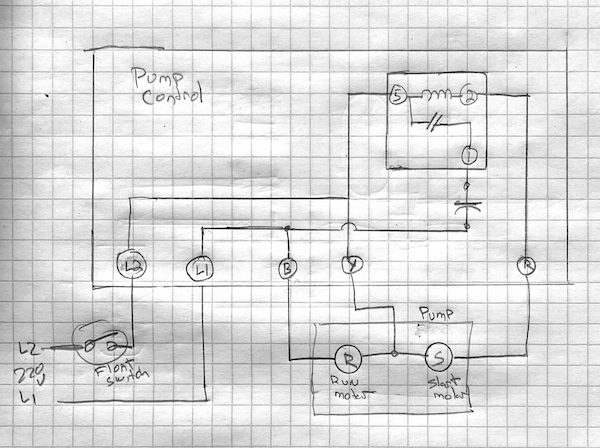 Pump
Control
5
2
1
L2
L1
B
Y
R
Pump
L2
220
V
L1
Float
switch
R
Run
motor
S
Start
motor